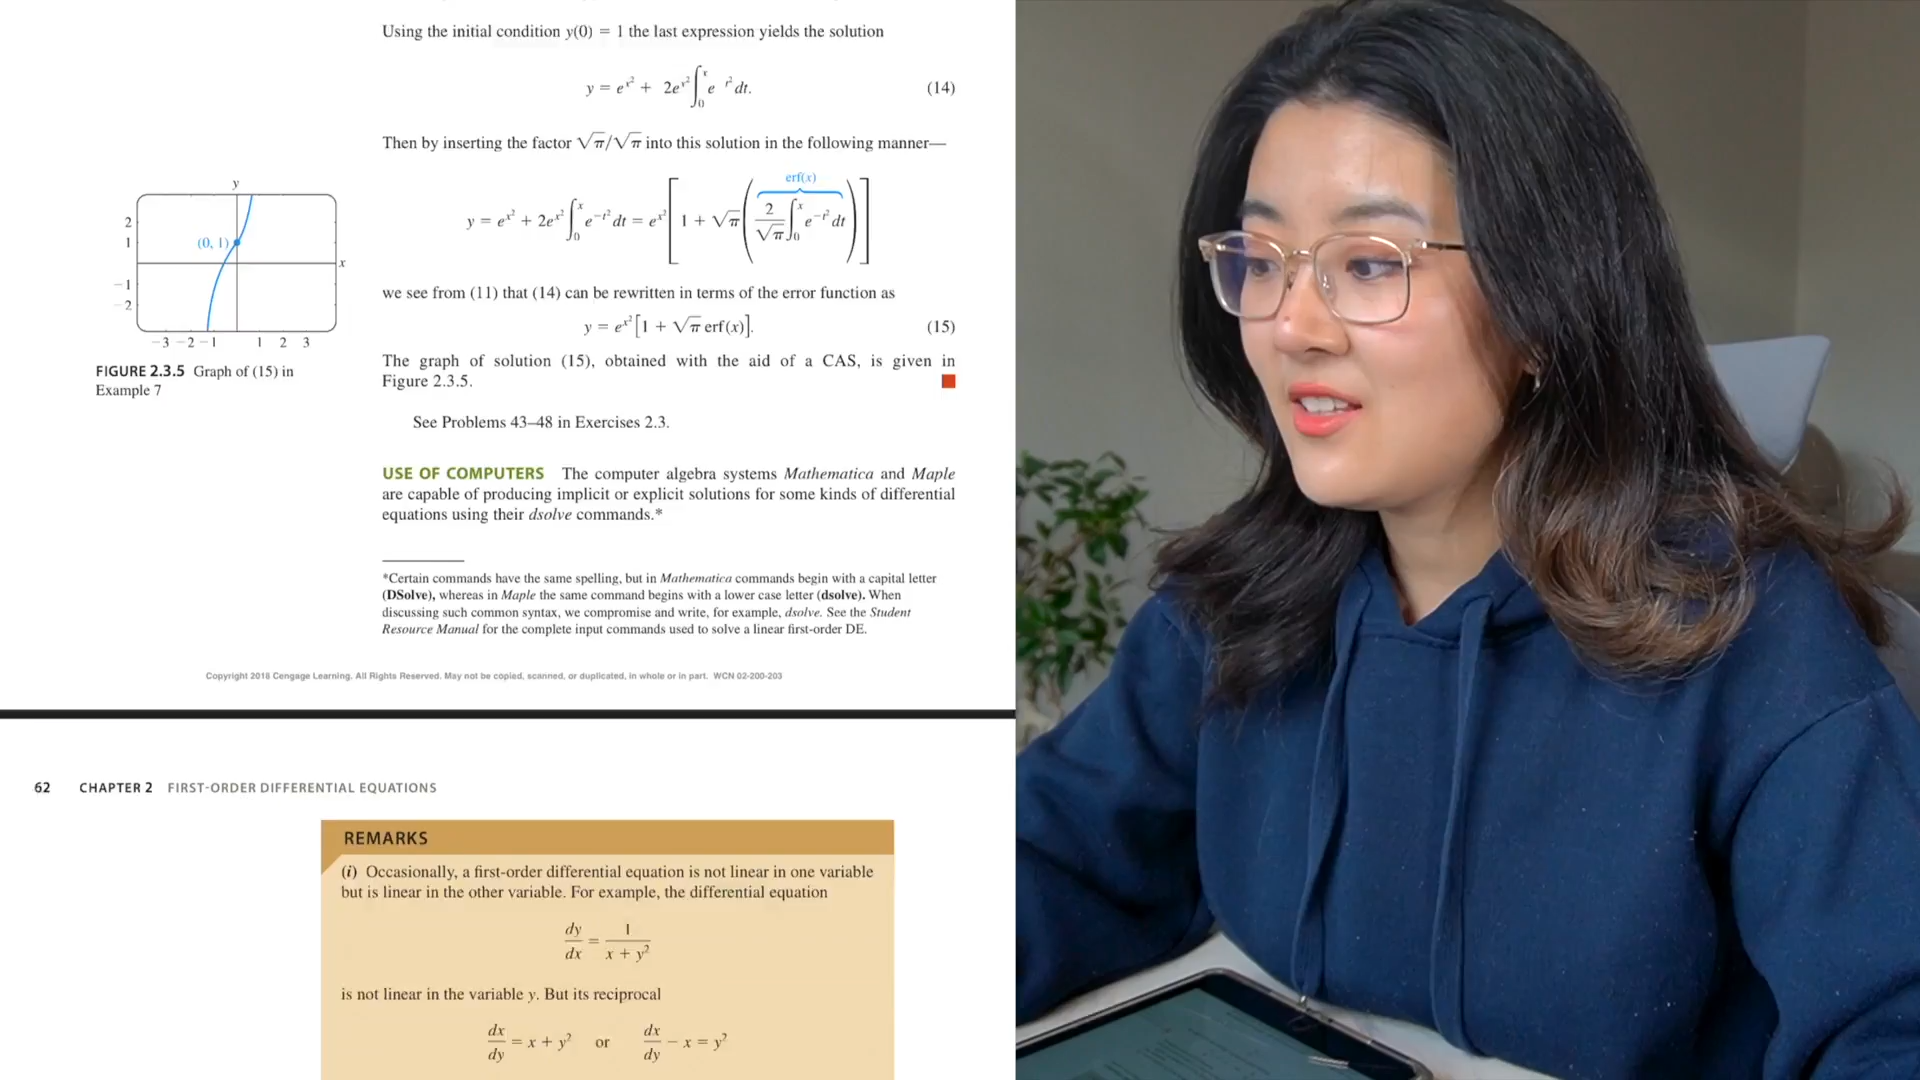 Using the initial condition y(0) = 1 the last expression yields the solution
y = e^{x²} + 2e^{x²} ∫₀ˣ e^{t²} dt. (14)
Then by inserting the factor √π/√π into this solution in the following manner—
erf(x)
y = e^{x²} + 2e^{x²} ∫₀ˣ e^{−t²} dt = e^{x²} [1 + √π (2/√π ∫₀ˣ e^{−t²} dt)]
we see from (11) that (14) can be rewritten in terms of the error function as
y = e^{x²}[1 + √π erf(x)]. (15)
The graph of solution (15), obtained with the aid of a CAS, is given in
Figure 2.3.5.
See Problems 43–48 in Exercises 2.3.
y
2
1
(0, 1)
x
−1
−2
−3 −2 −1 1 2 3
FIGURE 2.3.5 Graph of (15) in
Example 7
USE OF COMPUTERS The computer algebra systems Mathematica and Maple
are capable of producing implicit or explicit solutions for some kinds of differential
equations using their dsolve commands.*
*Certain commands have the same spelling, but in Mathematica commands begin with a capital letter
(DSolve), whereas in Maple the same command begins with a lower case letter (dsolve). When
discussing such common syntax, we compromise and write, for example, dsolve. See the Student
Resource Manual for the complete input commands used to solve a linear first-order DE.
Copyright 2018 Cengage Learning. All Rights Reserved. May not be copied, scanned, or duplicated, in whole or in part. WCN 02-200-203
62 CHAPTER 2 FIRST-ORDER DIFFERENTIAL EQUATIONS
REMARKS
(i) Occasionally, a first-order differential equation is not linear in one variable
but is linear in the other variable. For example, the differential equation
dy/dx = 1/(x + y²)
is not linear in the variable y. But its reciprocal
dx/dy = x + y² or dx/dy − x = y²